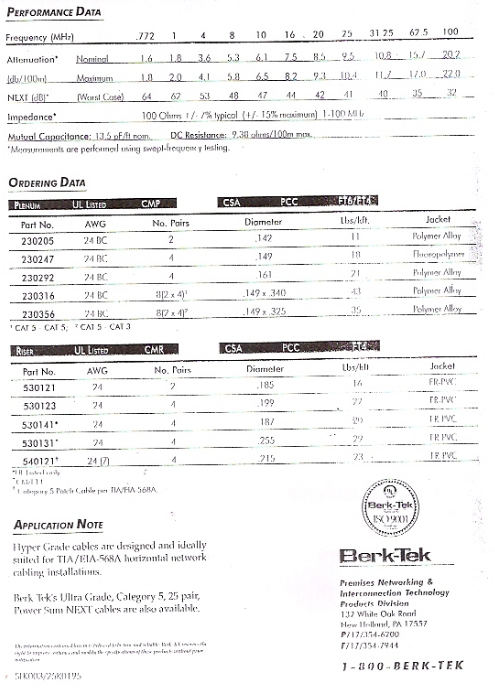 PERFORMANCE DATA
Frequency (MHz) .772 1 4 8 10 16 20 25 31.25 62.5 100
Attenuation* Nominal 1.6 1.8 3.6 5.3 6.1 7.5 8.5 9.5 10.8 15.7 20.2
(db/100m) Maximum 1.8 2.0 4.1 5.8 6.5 8.2 9.3 10.4 11.7 17.0 22.0
NEXT (dB)* (Worst Case) 64 62 53 48 47 44 42 41 40 35 32
Impedance* 100 Ohms +/- 7% typical (+/- 15% maximum) 1-100 MHz
Mutual Capacitance: 13.5 pF/ft nom. DC Resistance: 9.38 ohms/100m max.
*Measurements are performed using swept-frequency testing.
ORDERING DATA
PLENUM UL LISTED CMP CSA PCC FT6/FT4
Part No. AWG No. Pairs Diameter Lbs/kft. Jacket
230205 24 BC 2 .142 11 Polymer Alloy
230247 24 BC 4 .149 18 Fluoropolymer
230292 24 BC 4 .161 21 Polymer Alloy
230316 24 BC 8(2 x 4)¹ .149 x .340 43 Polymer Alloy
230356 24 BC 8(2 x 4)² .149 x .325 35 Polymer Alloy
¹ CAT 5 - CAT 5; ² CAT 5 - CAT 3
RISER UL LISTED CMR CSA PCC FT4
Part No. AWG No. Pairs Diameter Lbs/kft Jacket
530121 24 2 .185 16 FR-PVC
530123 24 4 .199 27 FR-PVC
530141* 24 4 .187 20 FR PVC
530131* 24 4 .255 29 FR PVC
540121† 24 (7) 4 .215 23 FR PVC
*UL Listed only
Category 5 Patch Cable per TIA/EIA-568A
APPLICATION NOTE
Hyper Grade cables are designed and ideally
suited for TIA/EIA-568A horizontal network
cabling installations.
Berk Tek's Ultra Grade, Category 5, 25 pair,
Power Sum NEXT cables are also available.
Berk-Tek
ISO 9001
Berk-Tek
Premises Networking &
Interconnection Technology
Products Division
132 White Oak Road
New Holland, PA 17557
P/17/354-6200
F/17/354-7944
1-800-BERK-TEK
5HK003/25K0195